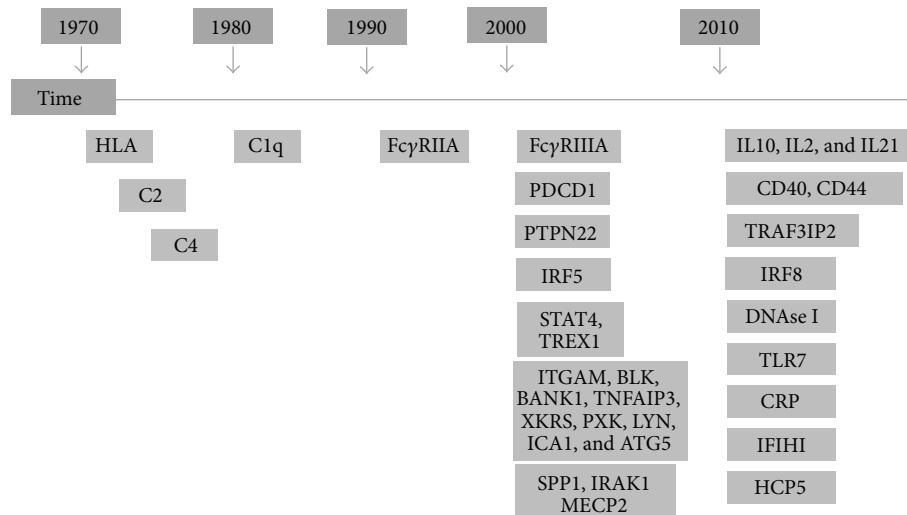 1970
1980
1990
2000
2010
Time
HLA
C2
C4
C1q
FcγRIIA
FcγRIIIA
PDCD1
PTPN22
IRF5
STAT4,
TREX1
ITGAM, BLK,
BANK1, TNFAIP3,
XKRS, PXK, LYN,
ICA1, and ATG5
SPP1, IRAK1
MECP2
IL10, IL2, and IL21
CD40, CD44
TRAF3IP2
IRF8
DNAse I
TLR7
CRP
IFIHI
HCP5